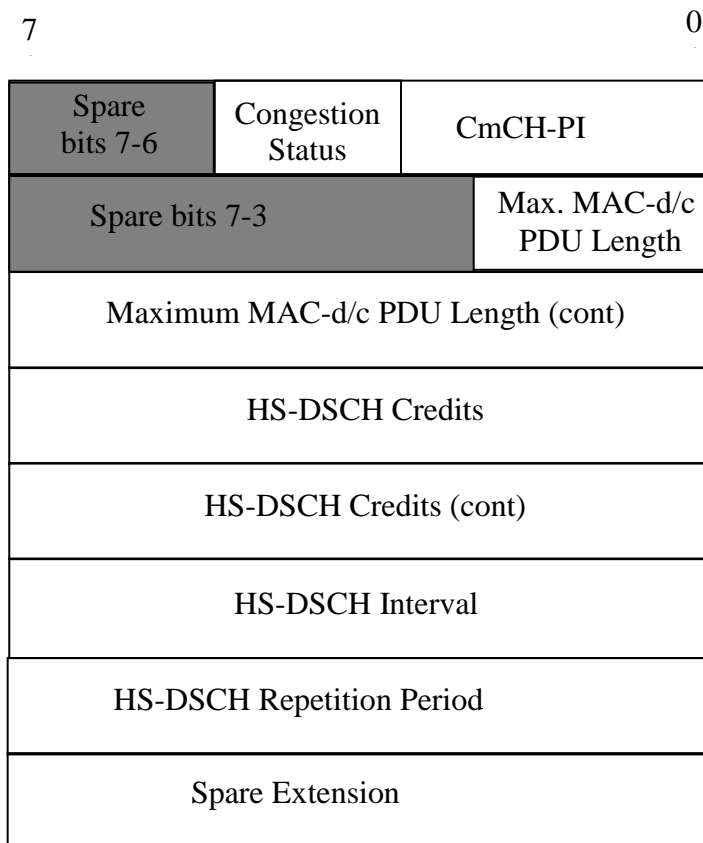 7 0
Spare
bits 7-6
Congestion
Status
CmCH-PI
Spare bits 7-3
Max. MAC-d/c
PDU Length
Maximum MAC-d/c PDU Length (cont)
HS-DSCH Credits
HS-DSCH Credits (cont)
HS-DSCH Interval
HS-DSCH Repetition Period
Spare Extension